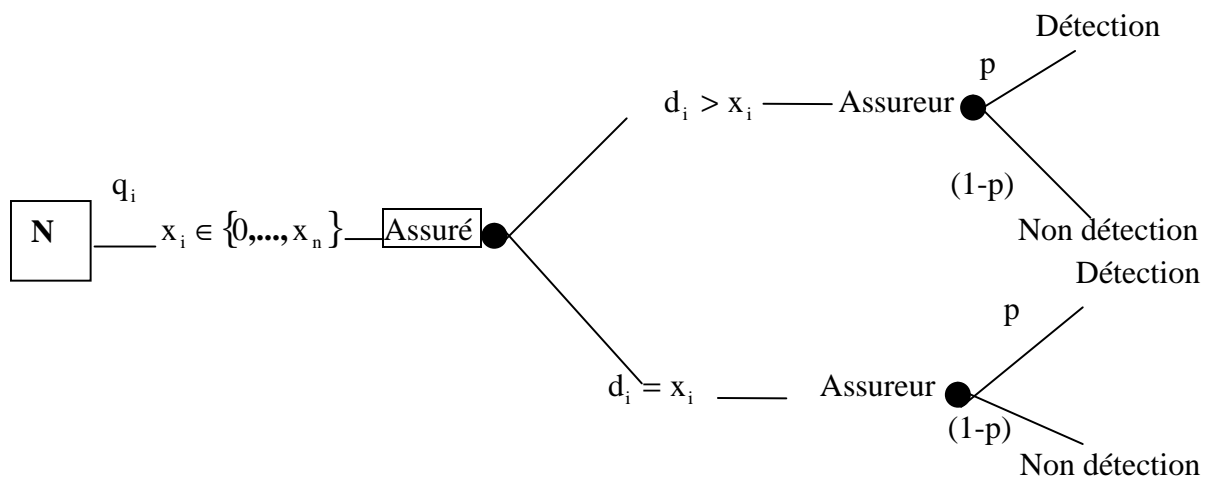 Détection
p
d_i > x_i
Assureur
(1-p)
Non détection
q_i
N
x_i ∈ {0,..., x_n}
Assuré
Détection
p
d_i = x_i
Assureur
(1-p)
Non détection